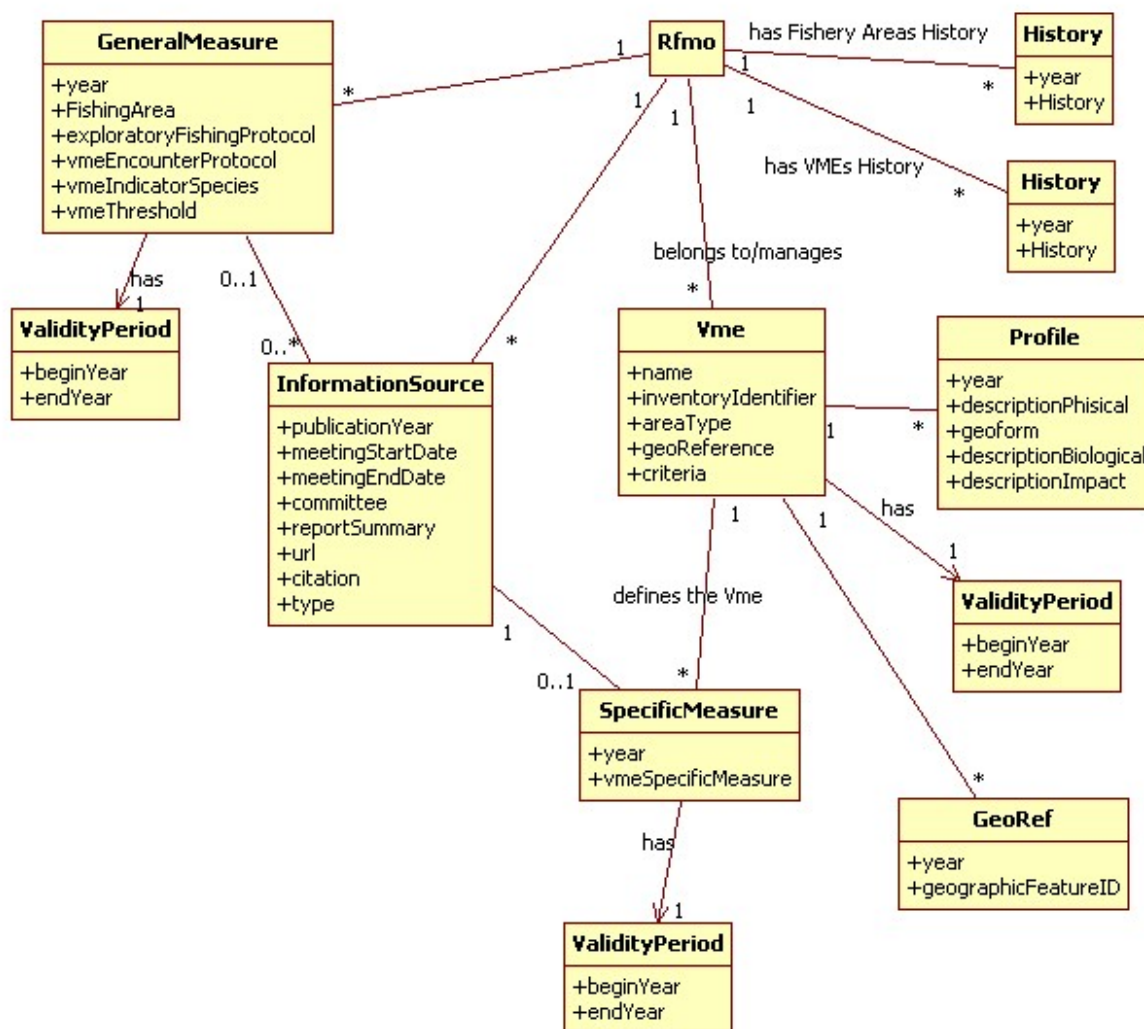 GeneralMeasure
+year
+FishingArea
+exploratoryFishingProtocol
+vmeEncounterProtocol
+vmeIndicatorSpecies
+vmeThreshold
1
*
Rfmo
has Fishery Areas History
1
*
History
+year
+History
1
has VMEs History
*
History
+year
+History
has
1
ValidityPeriod
+beginYear
+endYear
0..1
0..*
1
*
InformationSource
+publicationYear
+meetingStartDate
+meetingEndDate
+committee
+reportSummary
+url
+citation
+type
1
belongs to/manages
*
Vme
+name
+inventoryIdentifier
+areaType
+geoReference
+criteria
1
*
Profile
+year
+descriptionPhisical
+geoform
+descriptionBiological
+descriptionImpact
has
1
ValidityPeriod
+beginYear
+endYear
1
defines the Vme
*
1
0..1
SpecificMeasure
+year
+vmeSpecificMeasure
1
*
GeoRef
+year
+geographicFeatureID
has
1
ValidityPeriod
+beginYear
+endYear